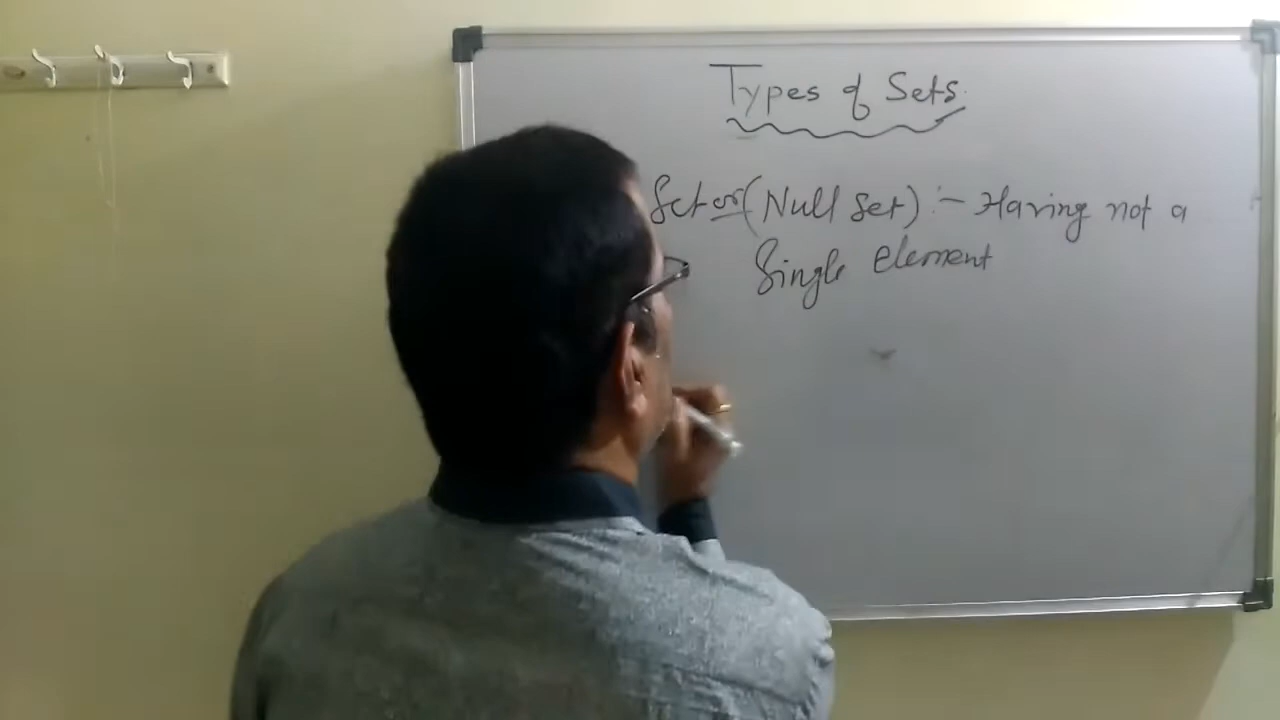 Types of Sets.
Set or (Null Set) :- Having not a
Single element